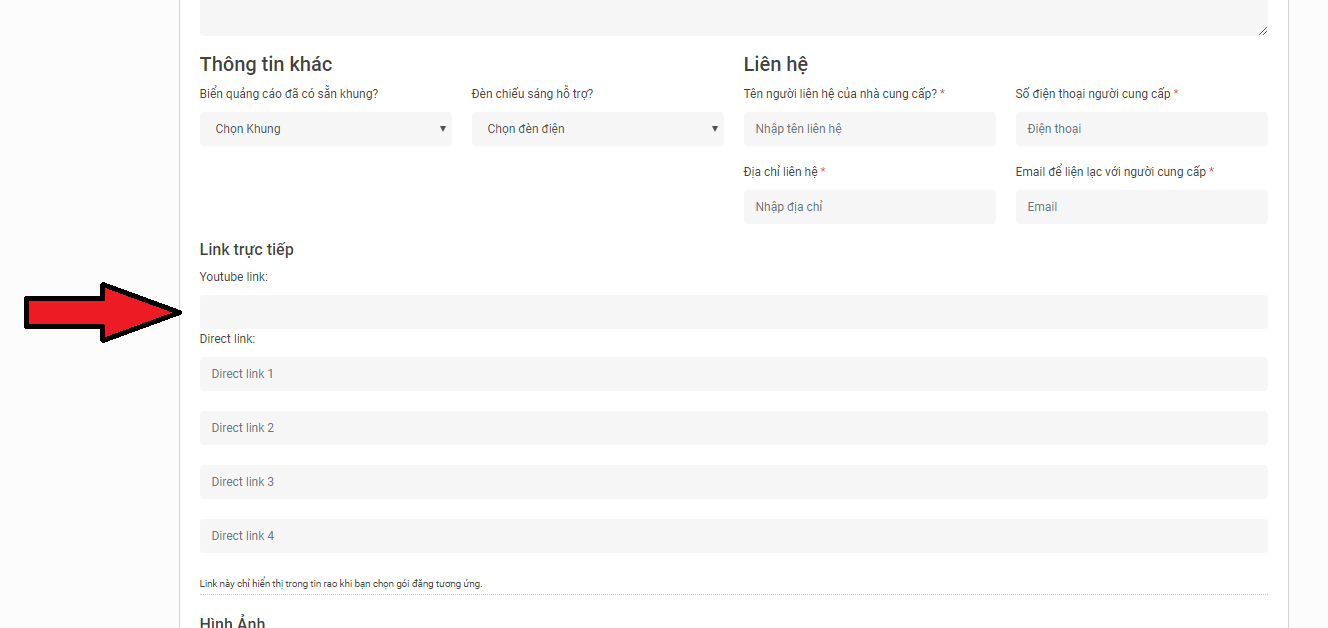 Thông tin khác
Liên hệ
Biển quảng cáo đã có sẵn khung?
Đèn chiếu sáng hỗ trợ?
Tên người liên hệ của nhà cung cấp? *
Số điện thoại người cung cấp *
Chọn Khung
Chọn đèn điện
Nhập tên liên hệ
Điện thoại
Địa chỉ liên hệ *
Email để liện lạc với người cung cấp *
Nhập địa chỉ
Email
Link trực tiếp
Youtube link:
Direct link:
Direct link 1
Direct link 2
Direct link 3
Direct link 4
Link này chỉ hiển thị trong tin rao khi bạn chọn gói đăng tương ứng.
Hình Ảnh